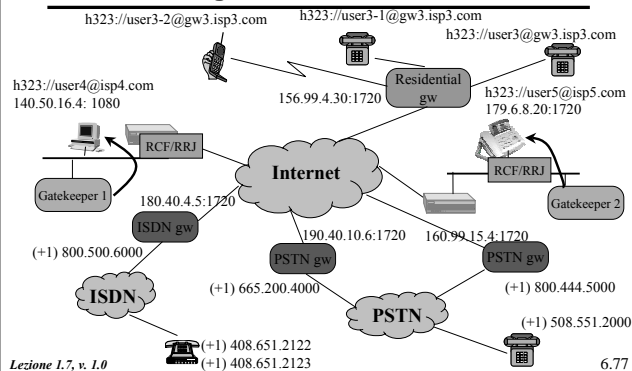 h323://user3-2@gw3.isp3.com
h323://user3-1@gw3.isp3.com
h323://user3@gw3.isp3.com
h323://user4@isp4.com
140.50.16.4: 1080
156.99.4.30:1720
Residential
gw
h323://user5@isp5.com
179.6.8.20:1720
RCF/RRJ
Internet
RCF/RRJ
Gatekeeper 1
Gatekeeper 2
180.40.4.5:1720
ISDN gw
190.40.10.6:1720
160.99.15.4:1720
(+1) 800.500.6000
PSTN gw
PSTN gw
ISDN
(+1) 665.200.4000
(+1) 800.444.5000
PSTN
(+1) 508.551.2000
(+1) 408.651.2122
(+1) 408.651.2123
Lezione 1.7, v. 1.0
6.77